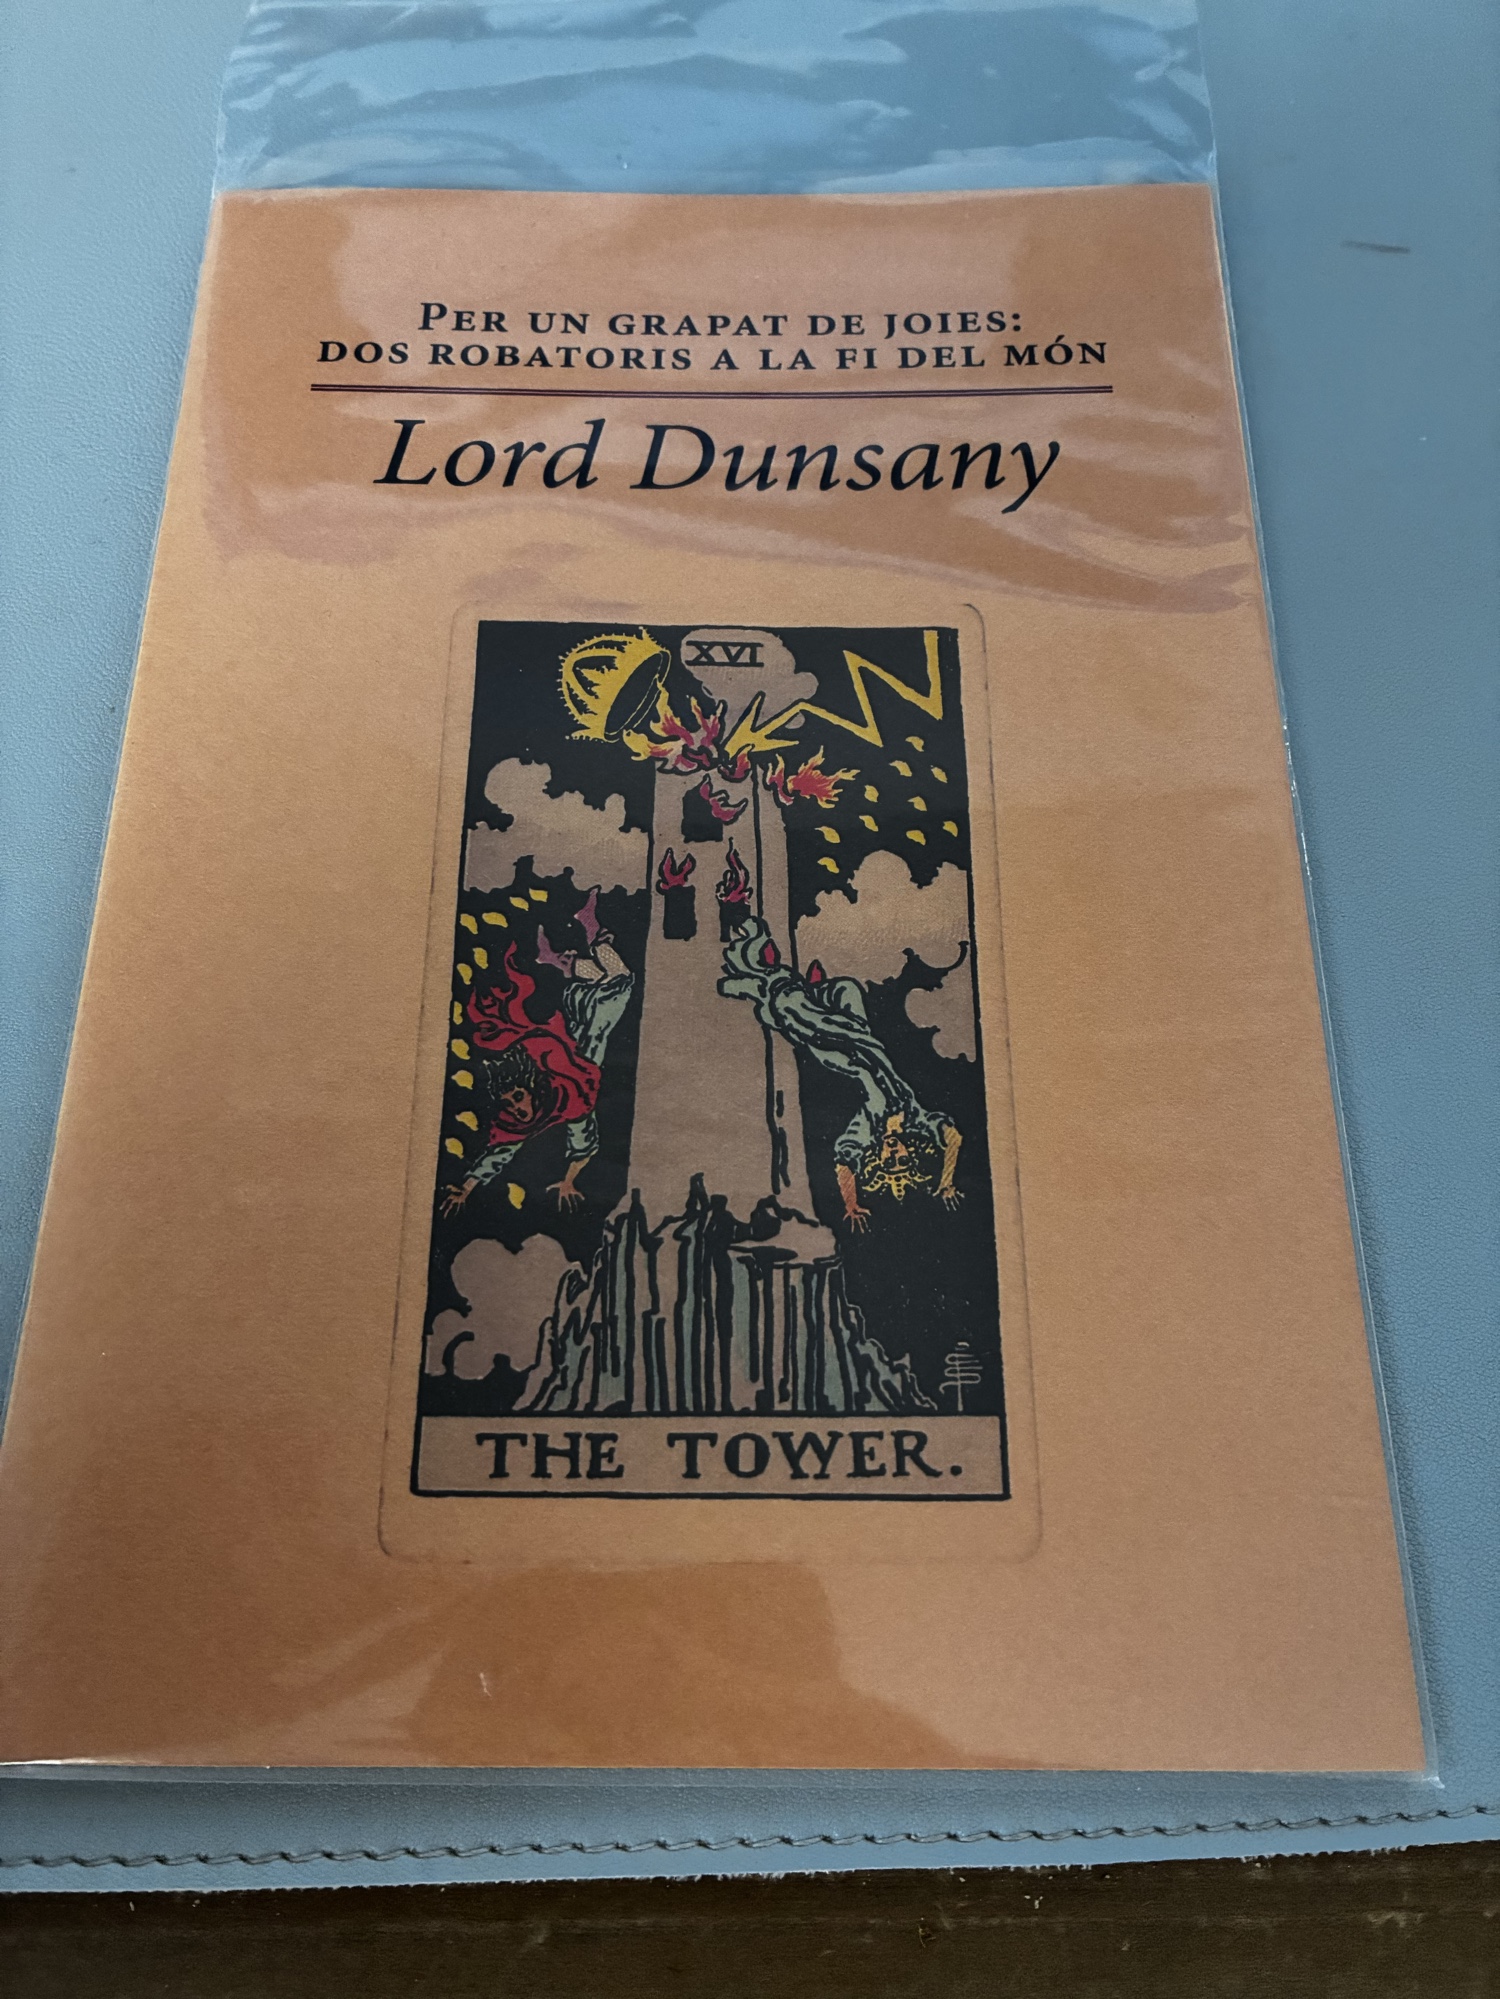 PER UN GRAPAT DE JOIES:
DOS ROBATORIS A LA FI DEL MÓN
Lord Dunsany
XVI
THE TOWER.